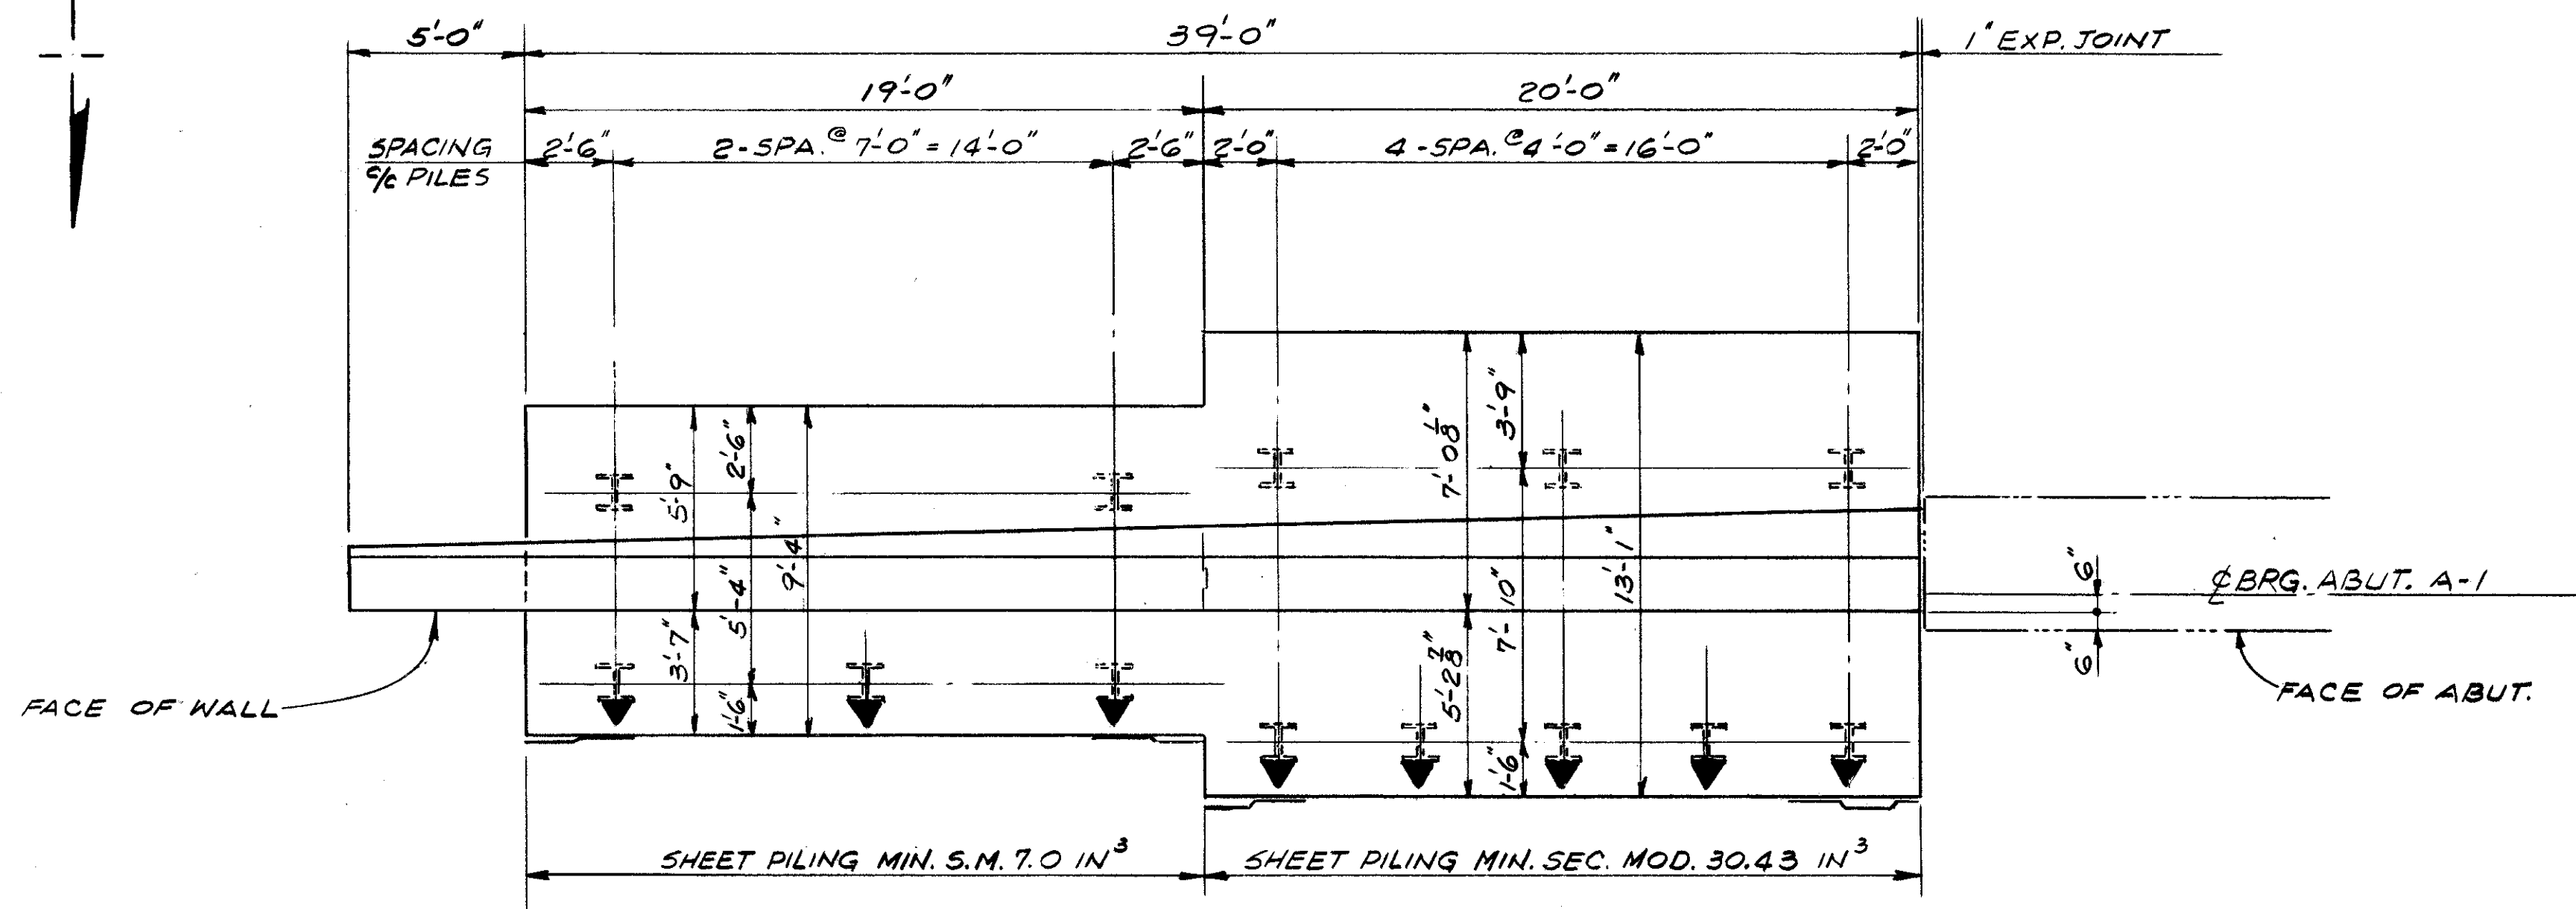 5'-0"
39'-0"
1" EXP. JOINT
19'-0"
20'-0"
SPACING
c/c PILES
2'-6"
2-SPA. @ 7'-0" = 14'-0"
2'-6"
2'-0"
4-SPA. @ 4'-0" = 16'-0"
2'-0"
5'-9"
2'-6"
9'-4"
5'-4"
3'-7"
1'-6"
7'-0 1/8"
3'-9"
13'-1"
7'-10"
5'-2 7/8"
1'-6"
6"
₵ BRG. ABUT. A-1
6"
FACE OF WALL
FACE OF ABUT.
SHEET PILING MIN. S.M. 7.0 IN³
SHEET PILING MIN. SEC. MOD. 30.43 IN³